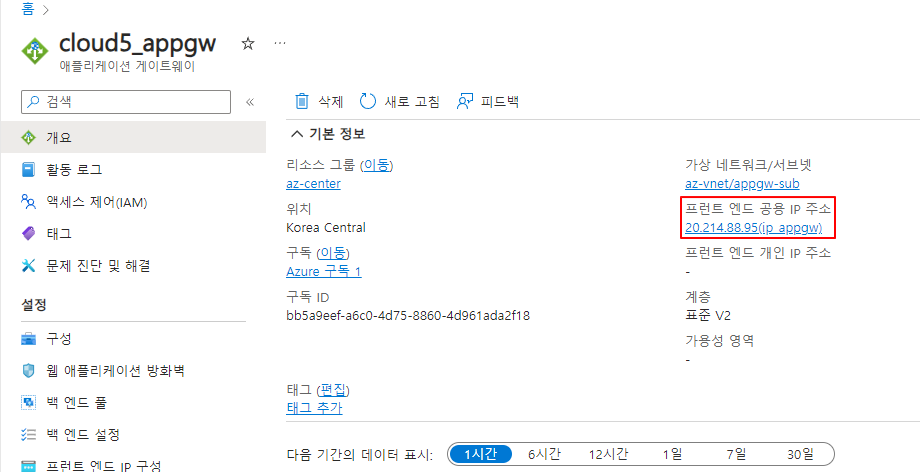 홈 >
cloud5_appgw
애플리케이션 게이트웨이
검색
개요
활동 로그
액세스 제어(IAM)
태그
문제 진단 및 해결
설정
구성
웹 애플리케이션 방화벽
백 엔드 풀
백 엔드 설정
프런트 엔드 IP 구성
삭제
새로 고침
피드백
기본 정보
리소스 그룹 (이동)
az-center
위치
Korea Central
구독 (이동)
Azure 구독 1
구독 ID
bb5a9eef-a6c0-4d75-8860-4d961ada2f18
가상 네트워크/서브넷
az-vnet/appgw-sub
프런트 엔드 공용 IP 주소
20.214.88.95(ip_appgw)
프런트 엔드 개인 IP 주소
-
계층
표준 V2
가용성 영역
-
태그 (편집)
태그 추가
다음 기간의 데이터 표시:
1시간
6시간
12시간
1일
7일
30일